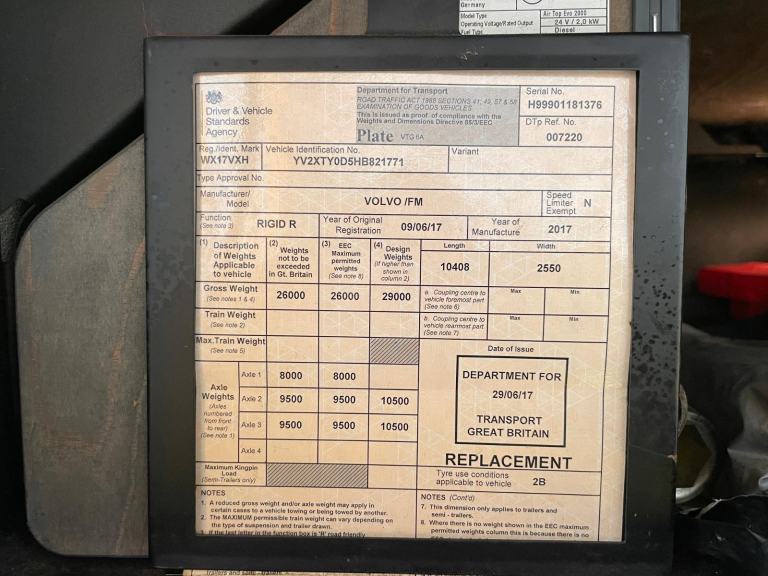 Germany
Model Type Air Top Evo 2000
Operating Voltage/Rated Output 24 V / 2,0 kW
Fuel Type Diesel
Driver & Vehicle
Standards
Agency
Department for Transport
ROAD TRAFFIC ACT 1988 SECTIONS 41, 49, 57 & 58
EXAMINATION OF GOODS VEHICLES
This is issued as proof of compliance with the
Weights and Dimensions Directive 85/3/EEC
Plate VTG 6A
Serial No.
H99901181376
DTp Ref. No.
007220
Reg./Ident. Mark
WX17VXH
Vehicle Identification No.
YV2XTY0D5HB821771
Variant
Type Approval No.
Manufacturer/
Model
VOLVO /FM
Speed
Limiter
Exempt
N
Function
(See note 3)
RIGID R
Year of Original
Registration
09/06/17
Year of
Manufacture
2017
(1) Description
of Weights
Applicable
to vehicle
(2) Weights
not to be
exceeded
in Gt. Britain
(3) EEC
Maximum
permitted
weights
(See note 8)
(4) Design
Weights
(if higher than
shown in
column 2)
Length
10408
Width
2550
Gross Weight
(See notes 1 & 4)
26000 26000 29000
a. Coupling centre to
vehicle foremost part
(See note 6)
Max Min
Train Weight
(See note 2)
b. Coupling centre to
vehicle rearmost part
(See note 7)
Max Min
Max.Train Weight
(See note 5)
Axle
Weights
(Axles
numbered
from front
to rear)
(See note 1)
Axle 1 8000 8000
Axle 2 9500 9500 10500
Axle 3 9500 9500 10500
Axle 4
Maximum Kingpin
Load
(Semi-Trailers only)
Date of Issue
DEPARTMENT FOR
29/06/17
TRANSPORT
GREAT BRITAIN
REPLACEMENT
Tyre use conditions
applicable to vehicle 2B
NOTES
1. A reduced gross weight and/or axle weight may apply in
certain cases to a vehicle towing or being towed by another.
2. The MAXIMUM permissible train weight can vary depending on
the type of suspension and trailer drawn.
3. If the last letter in the function box is 'R' road friendly
NOTES (Cont'd)
7. This dimension only applies to trailers and
semi - trailers.
8. Where there is no weight shown in the EEC maximum
permitted weights column this is because there is no